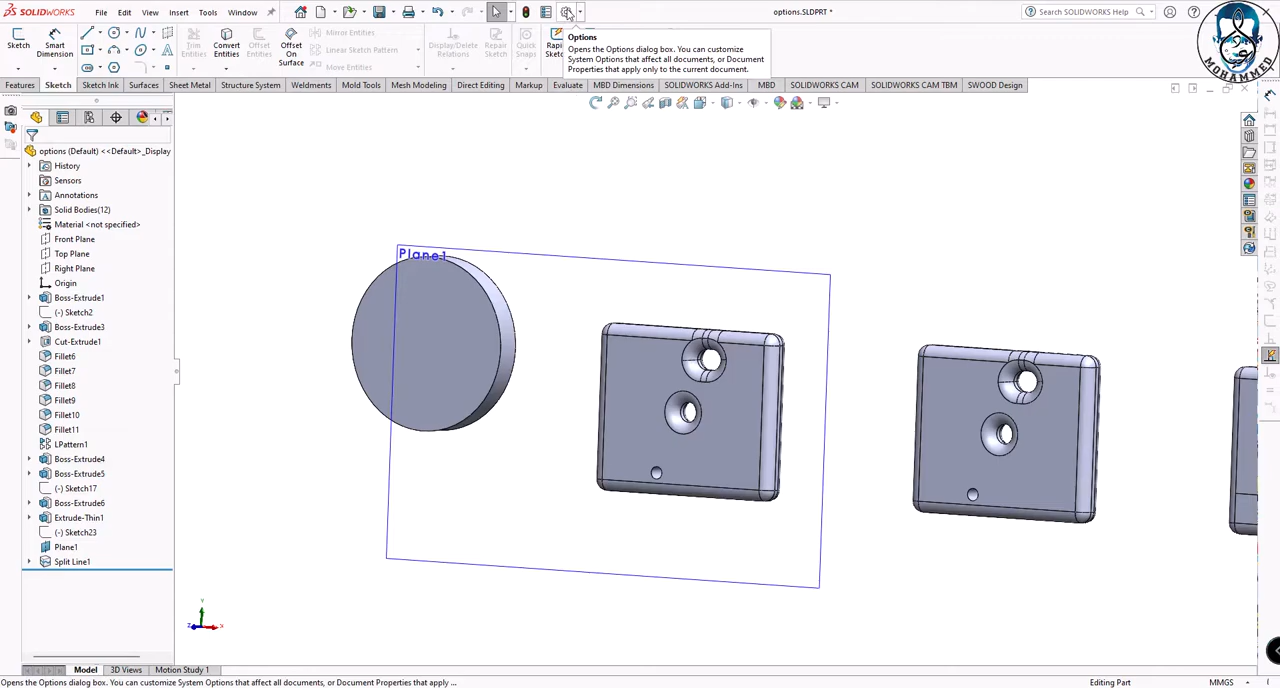 SOLIDWORKS File Edit View Insert Tools Window options.SLDPRT * Search SOLIDWORKS Help
Options
Opens the Options dialog box. You can customize
System Options that affect all documents, or Document
Properties that apply only to the current document.
Sketch
Smart
Dimension
Trim
Entities
Convert
Entities
Offset
Entities
Offset
On
Surface
Mirror Entities
Linear Sketch Pattern
Move Entities
Display/Delete
Relations
Repair
Sketch
Quick
Snaps
MOHAMMED
Features Sketch Sketch Ink Surfaces Sheet Metal Structure System Weldments Mold Tools Mesh Modeling Direct Editing Markup Evaluate MBD Dimensions SOLIDWORKS Add-Ins MBD SOLIDWORKS CAM SOLIDWORKS CAM TBM SWOOD Design
options (Default) <<Default>_Display
History
Sensors
Annotations
Solid Bodies(12)
Material <not specified>
Front Plane
Top Plane
Right Plane
Origin
Boss-Extrude1
(-) Sketch2
Boss-Extrude3
Cut-Extrude1
Fillet6
Fillet7
Fillet8
Fillet9
Fillet10
Fillet11
LPattern1
Boss-Extrude4
Boss-Extrude5
(-) Sketch17
Boss-Extrude6
Extrude-Thin1
(-) Sketch23
Plane1
Split Line1
Plane1
Y
Z
X
Model 3D Views Motion Study 1
Opens the Options dialog box. You can customize System Options that affect all documents, or Document Properties that apply ... Editing Part MMGS